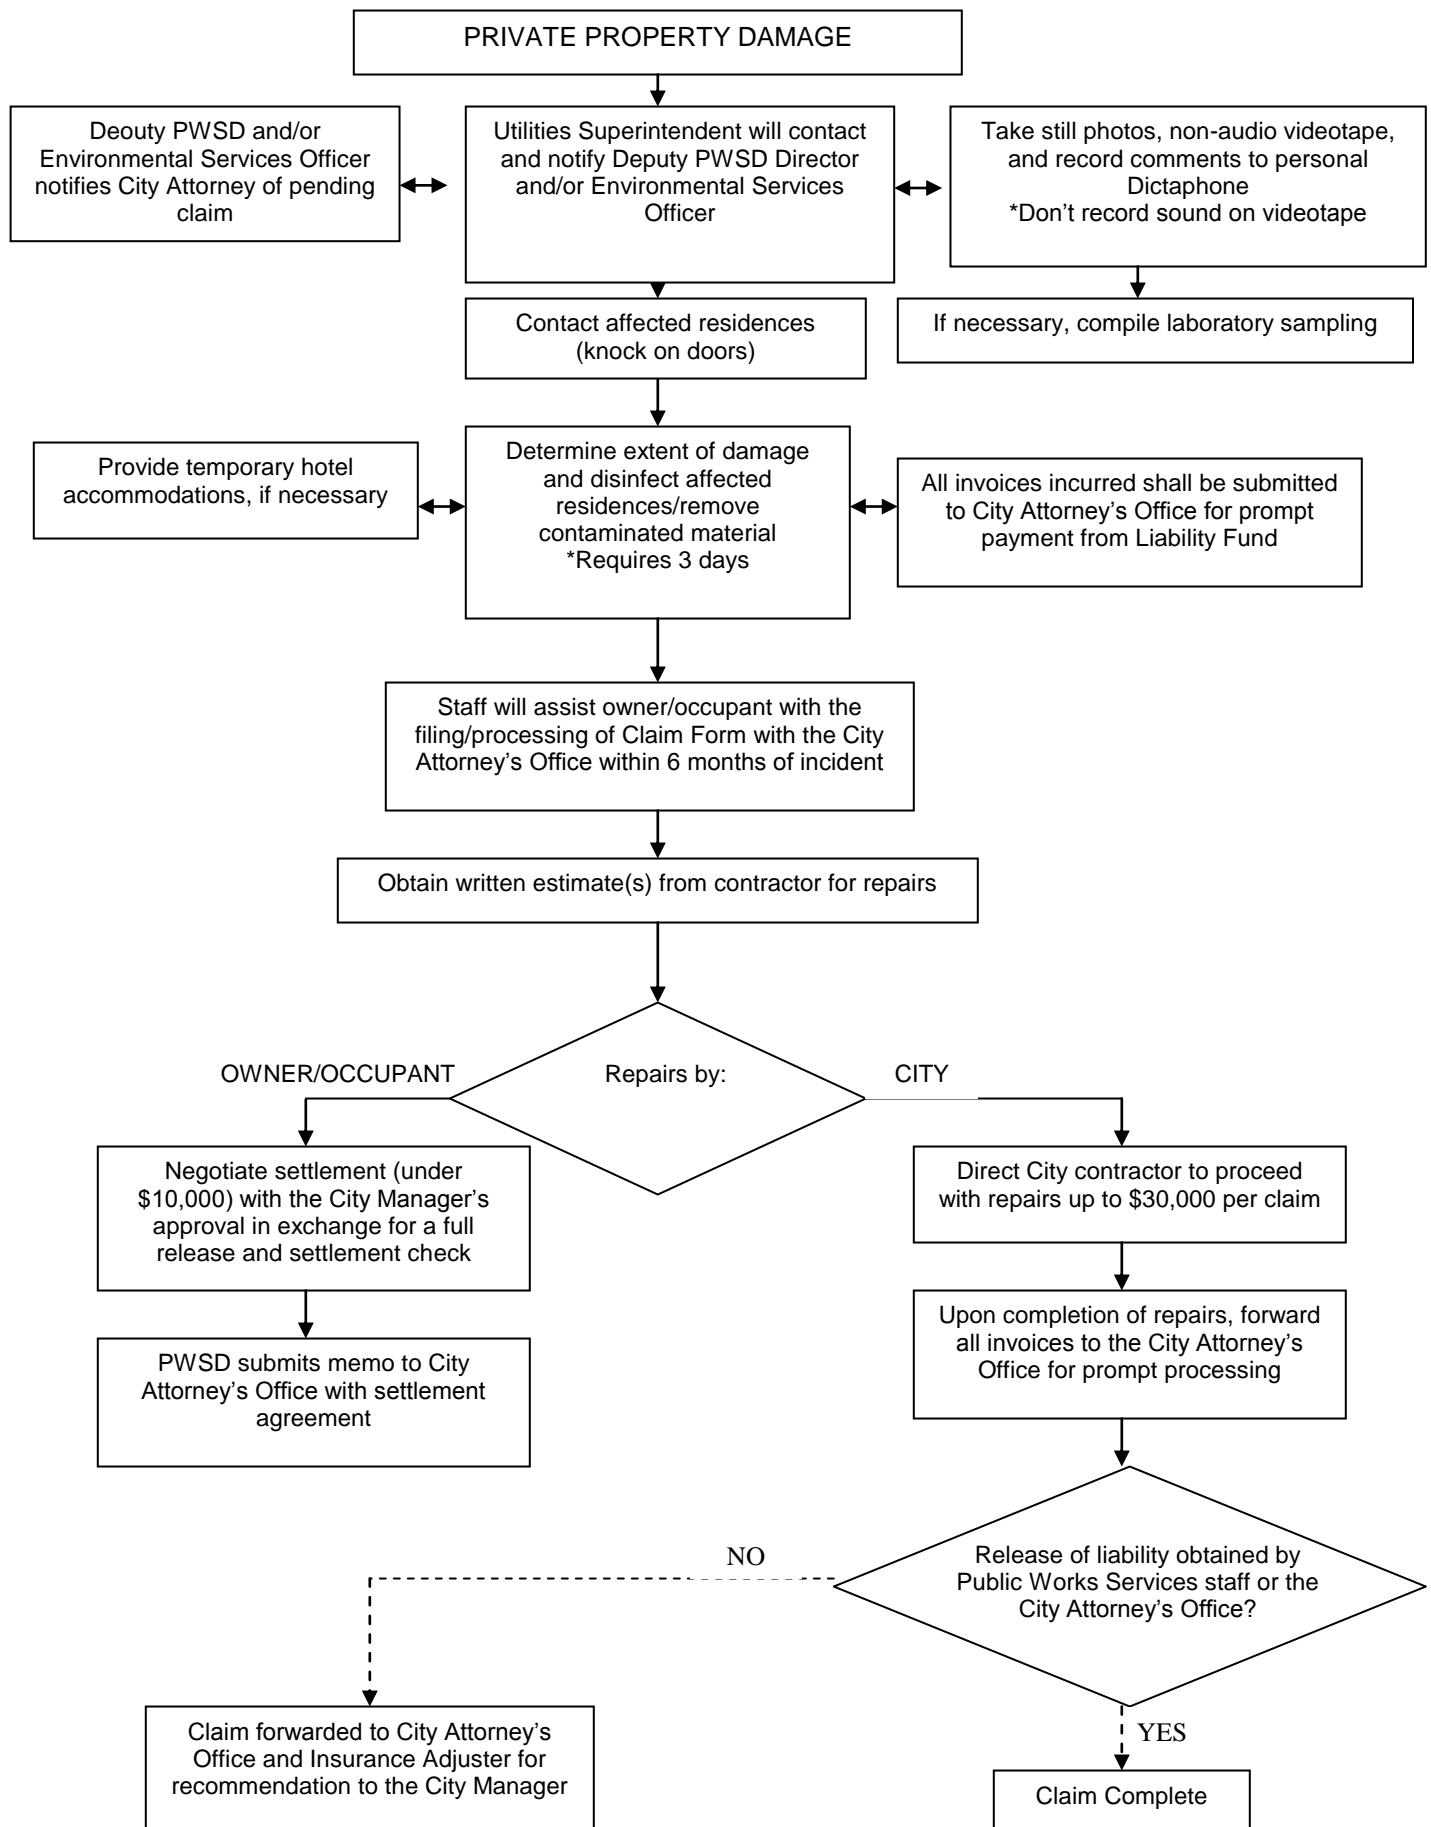 PRIVATE PROPERTY DAMAGE
Deouty PWSD and/or
Environmental Services Officer
notifies City Attorney of pending
claim
Utilities Superintendent will contact
and notify Deputy PWSD Director
and/or Environmental Services
Officer
Take still photos, non-audio videotape,
and record comments to personal
Dictaphone
*Don't record sound on videotape
If necessary, compile laboratory sampling
Contact affected residences
(knock on doors)
Provide temporary hotel
accommodations, if necessary
Determine extent of damage
and disinfect affected
residences/remove
contaminated material
*Requires 3 days
All invoices incurred shall be submitted
to City Attorney's Office for prompt
payment from Liability Fund
Staff will assist owner/occupant with the
filing/processing of Claim Form with the City
Attorney's Office within 6 months of incident
Obtain written estimate(s) from contractor for repairs
OWNER/OCCUPANT
Repairs by:
CITY
Negotiate settlement (under
$10,000) with the City Manager's
approval in exchange for a full
release and settlement check
PWSD submits memo to City
Attorney's Office with settlement
agreement
Direct City contractor to proceed
with repairs up to $30,000 per claim
Upon completion of repairs, forward
all invoices to the City Attorney's
Office for prompt processing
Release of liability obtained by
Public Works Services staff or the
City Attorney's Office?
NO
Claim forwarded to City Attorney's
Office and Insurance Adjuster for
recommendation to the City Manager
YES
Claim Complete